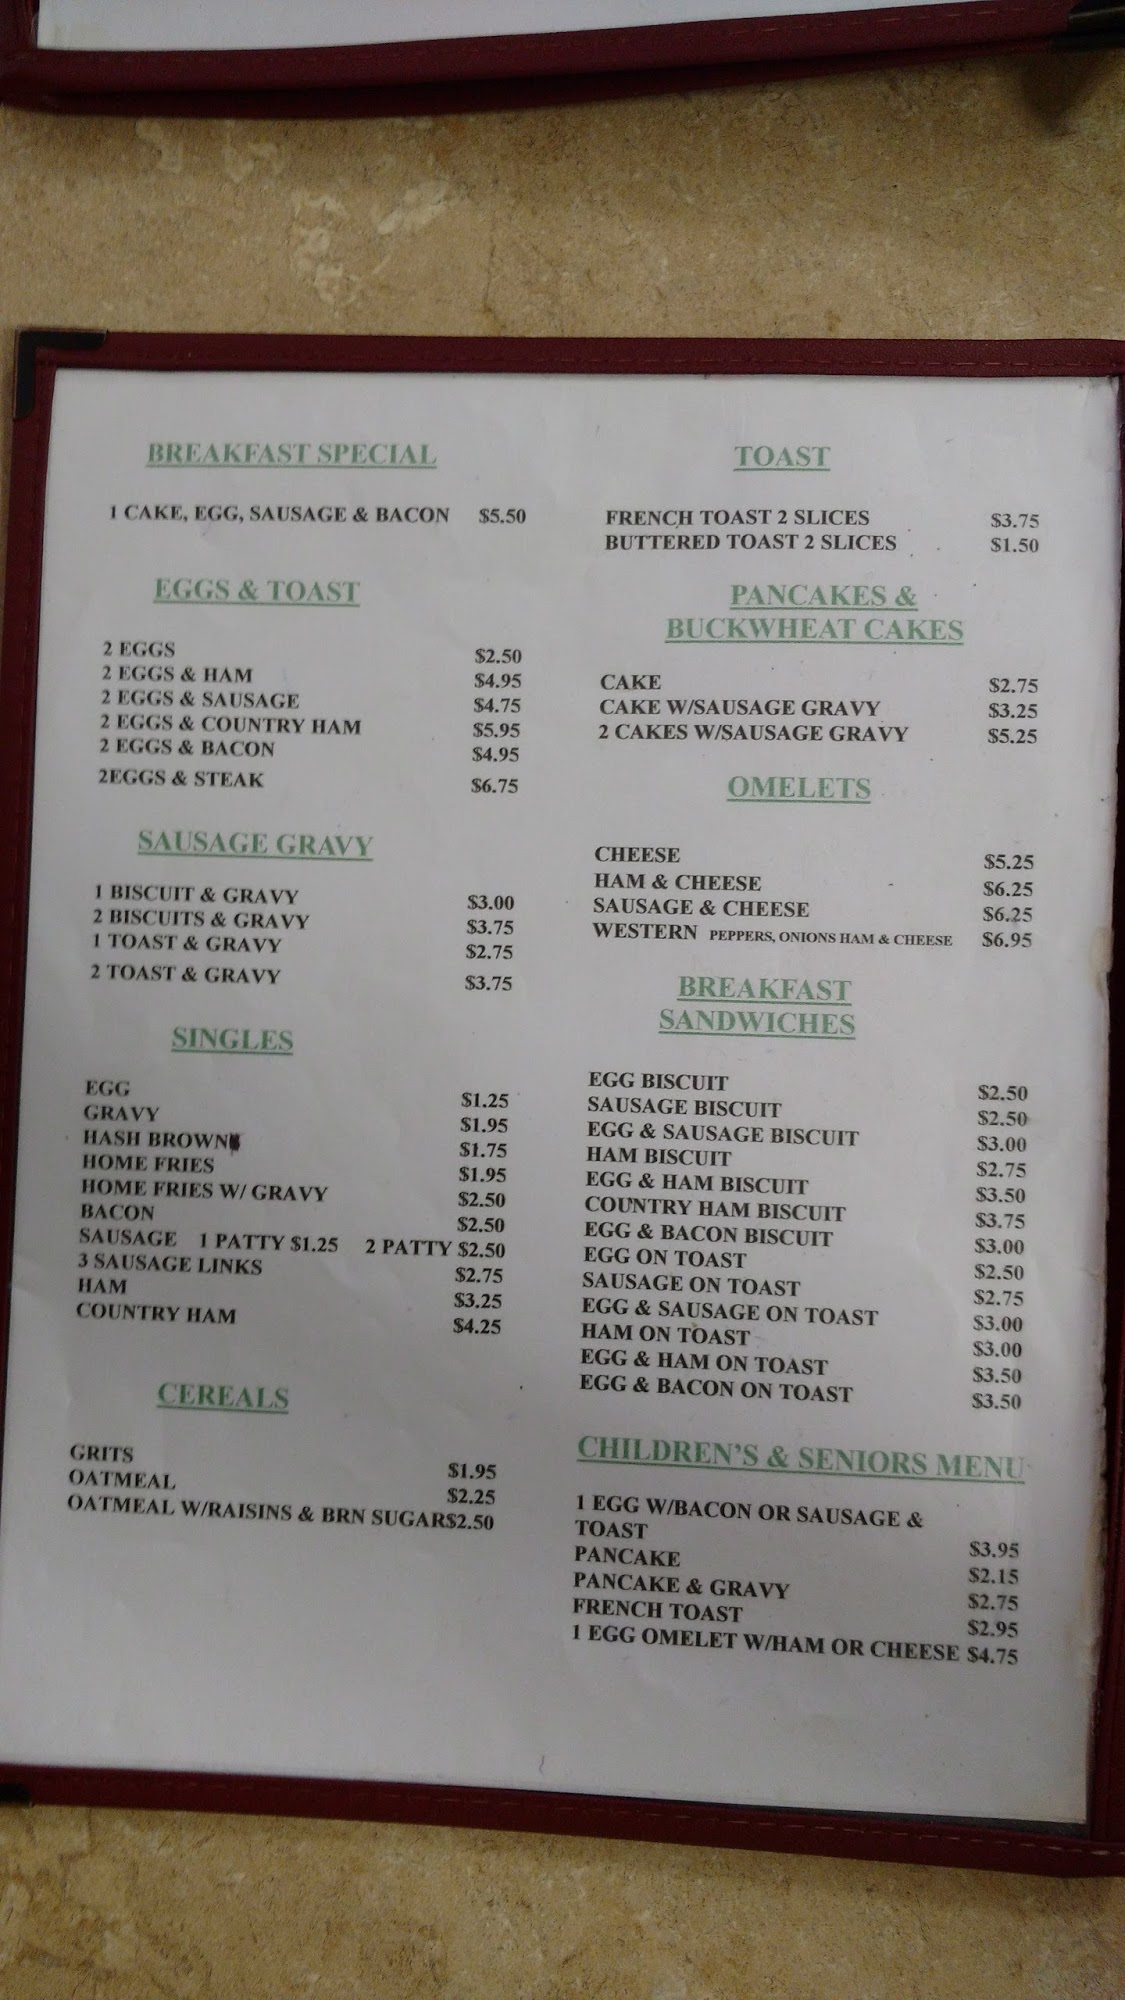 BREAKFAST SPECIAL
1 CAKE, EGG, SAUSAGE & BACON $5.50
EGGS & TOAST
2 EGGS $2.50
2 EGGS & HAM $4.95
2 EGGS & SAUSAGE $4.75
2 EGGS & COUNTRY HAM $5.95
2 EGGS & BACON $4.95
2EGGS & STEAK $6.75
SAUSAGE GRAVY
1 BISCUIT & GRAVY $3.00
2 BISCUITS & GRAVY $3.75
1 TOAST & GRAVY $2.75
2 TOAST & GRAVY $3.75
SINGLES
EGG $1.25
GRAVY $1.95
HASH BROWN $1.75
HOME FRIES $1.95
HOME FRIES W/ GRAVY $2.50
BACON $2.50
SAUSAGE 1 PATTY $1.25 2 PATTY $2.50
3 SAUSAGE LINKS $2.75
HAM $3.25
COUNTRY HAM $4.25
CEREALS
GRITS $1.95
OATMEAL $2.25
OATMEAL W/RAISINS & BRN SUGAR$2.50
TOAST
FRENCH TOAST 2 SLICES $3.75
BUTTERED TOAST 2 SLICES $1.50
PANCAKES &
BUCKWHEAT CAKES
CAKE $2.75
CAKE W/SAUSAGE GRAVY $3.25
2 CAKES W/SAUSAGE GRAVY $5.25
OMELETS
CHEESE $5.25
HAM & CHEESE $6.25
SAUSAGE & CHEESE $6.25
WESTERN PEPPERS, ONIONS HAM & CHEESE $6.95
BREAKFAST
SANDWICHES
EGG BISCUIT $2.50
SAUSAGE BISCUIT $2.50
EGG & SAUSAGE BISCUIT $3.00
HAM BISCUIT $2.75
EGG & HAM BISCUIT $3.50
COUNTRY HAM BISCUIT $3.75
EGG & BACON BISCUIT $3.00
EGG ON TOAST $2.50
SAUSAGE ON TOAST $2.75
EGG & SAUSAGE ON TOAST $3.00
HAM ON TOAST $3.00
EGG & HAM ON TOAST $3.50
EGG & BACON ON TOAST $3.50
CHILDREN'S & SENIORS MENU
1 EGG W/BACON OR SAUSAGE &
TOAST $3.95
PANCAKE $2.15
PANCAKE & GRAVY $2.75
FRENCH TOAST $2.95
1 EGG OMELET W/HAM OR CHEESE $4.75